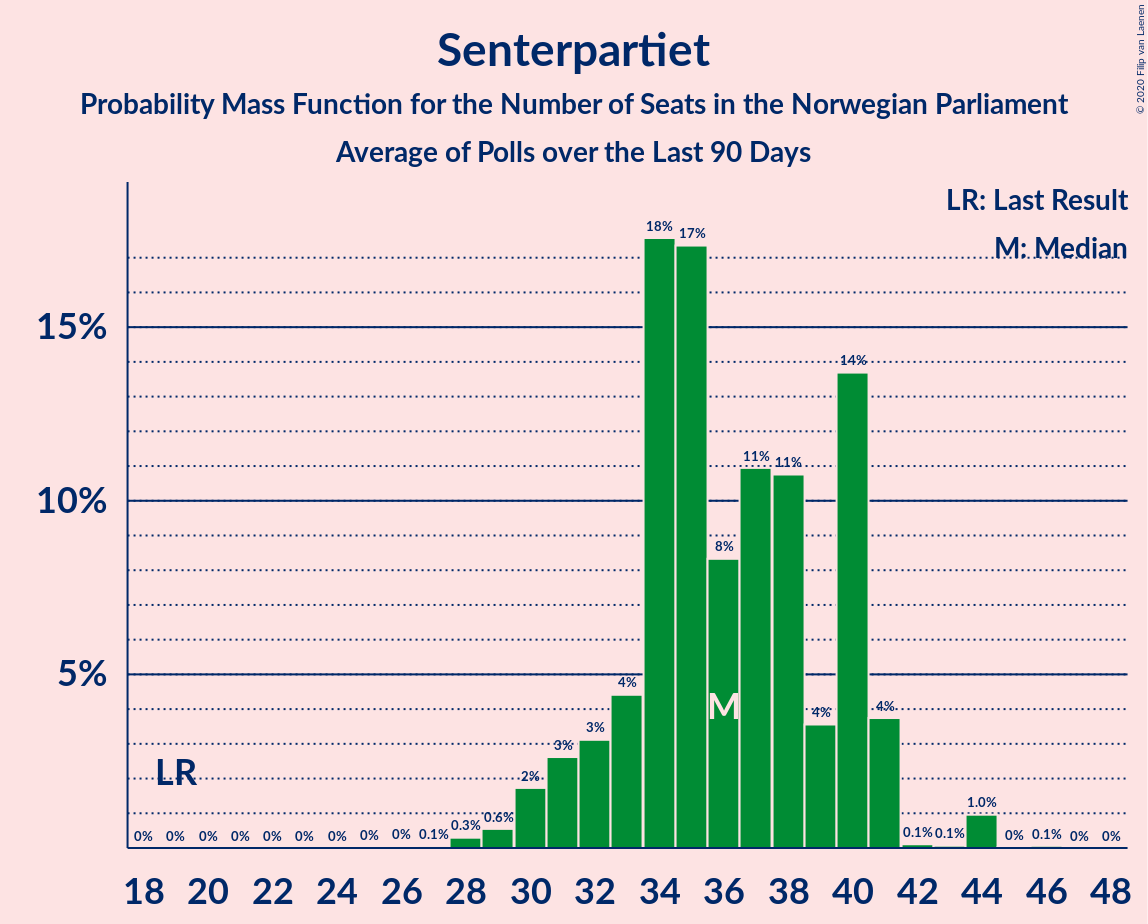 Senterpartiet
Probability Mass Function for the Number of Seats in the Norwegian Parliament
Average of Polls over the Last 90 Days
© 2020 Filip van Laenen
LR: Last Result
M: Median
15%
10%
5%
0% 0% 0% 0% 0% 0% 0% 0% 0% 0.1% 0.3% 0.6% 2% 3% 3% 4% 18% 17% 8% 11% 11% 4% 14% 4% 0.1% 0.1% 1.0% 0% 0.1% 0% 0%
LR
M
18 20 22 24 26 28 30 32 34 36 38 40 42 44 46 48